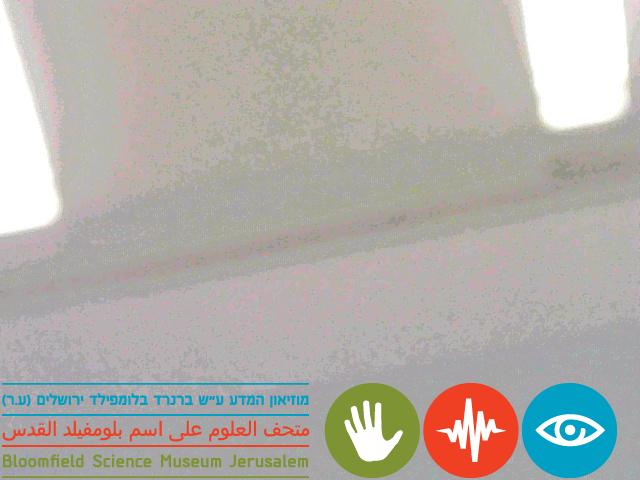 מוזיאון המדע ע״ש ברנרד בלומפילד ירושלים (ע.ר)
متحف العلوم على اسم بلومفيلد القدس
Bloomfield Science Museum Jerusalem